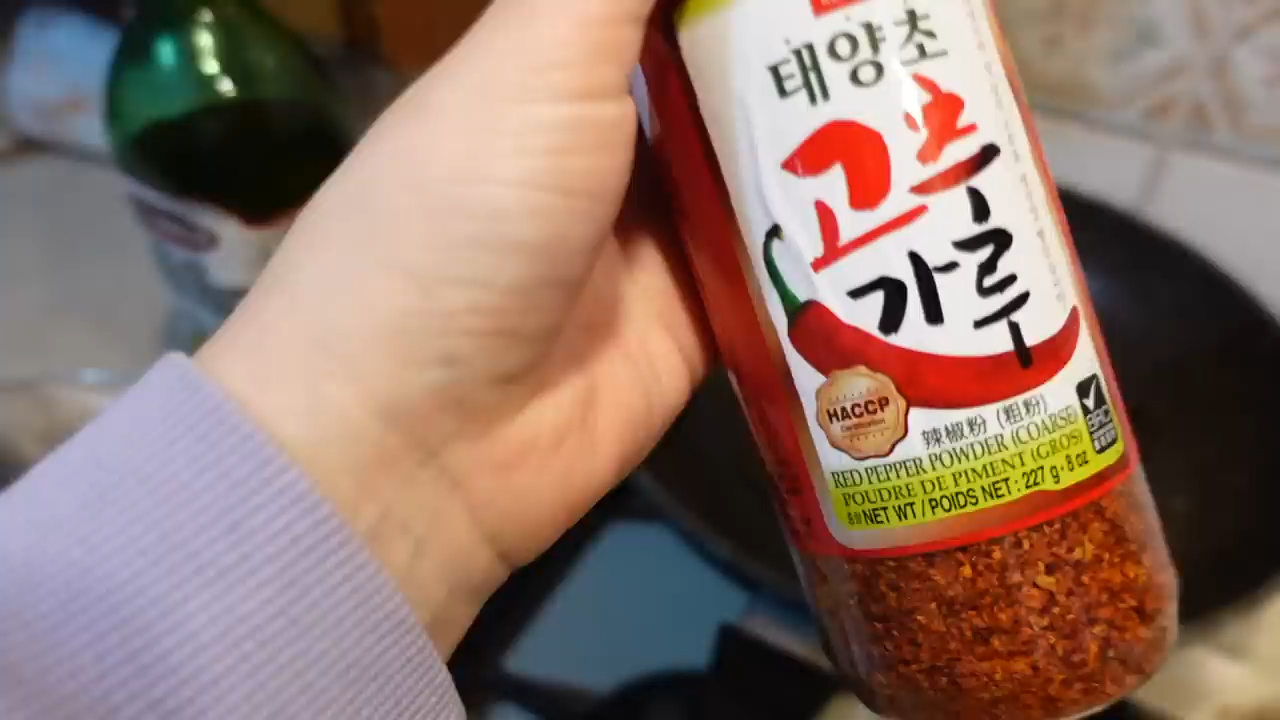 태양초
고추
가루
HACCP
Certification
辣椒粉 (粗粉)
RED PEPPER POWDER (COARSE)
POUDRE DE PIMENT (GROS)
NET WT / POIDS NET : 227 g · 8 oz